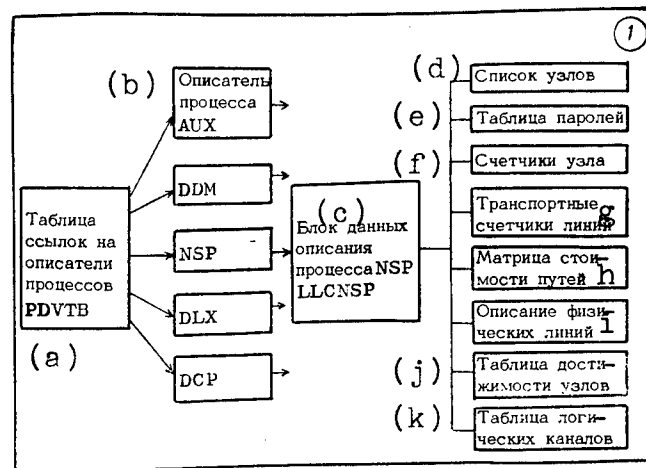 1
(b)
Описатель
процесса
AUX
(d)
Список узлов
(e)
Таблица паролей
(f)
Счетчики узла
DDM
(a)
Таблица
ссылок на
описатели
процессов
PDVTB
NSP
(c)
Блок данных
описания
процесса NSP
LLCNSP
Транспортные
счетчики линий
g
Матрица стои-
мости путей
h
Описание физи-
ческих линий
i
DLX
DCP
(j)
Таблица дости-
жимости узлов
(k)
Таблица логи-
ческих каналов